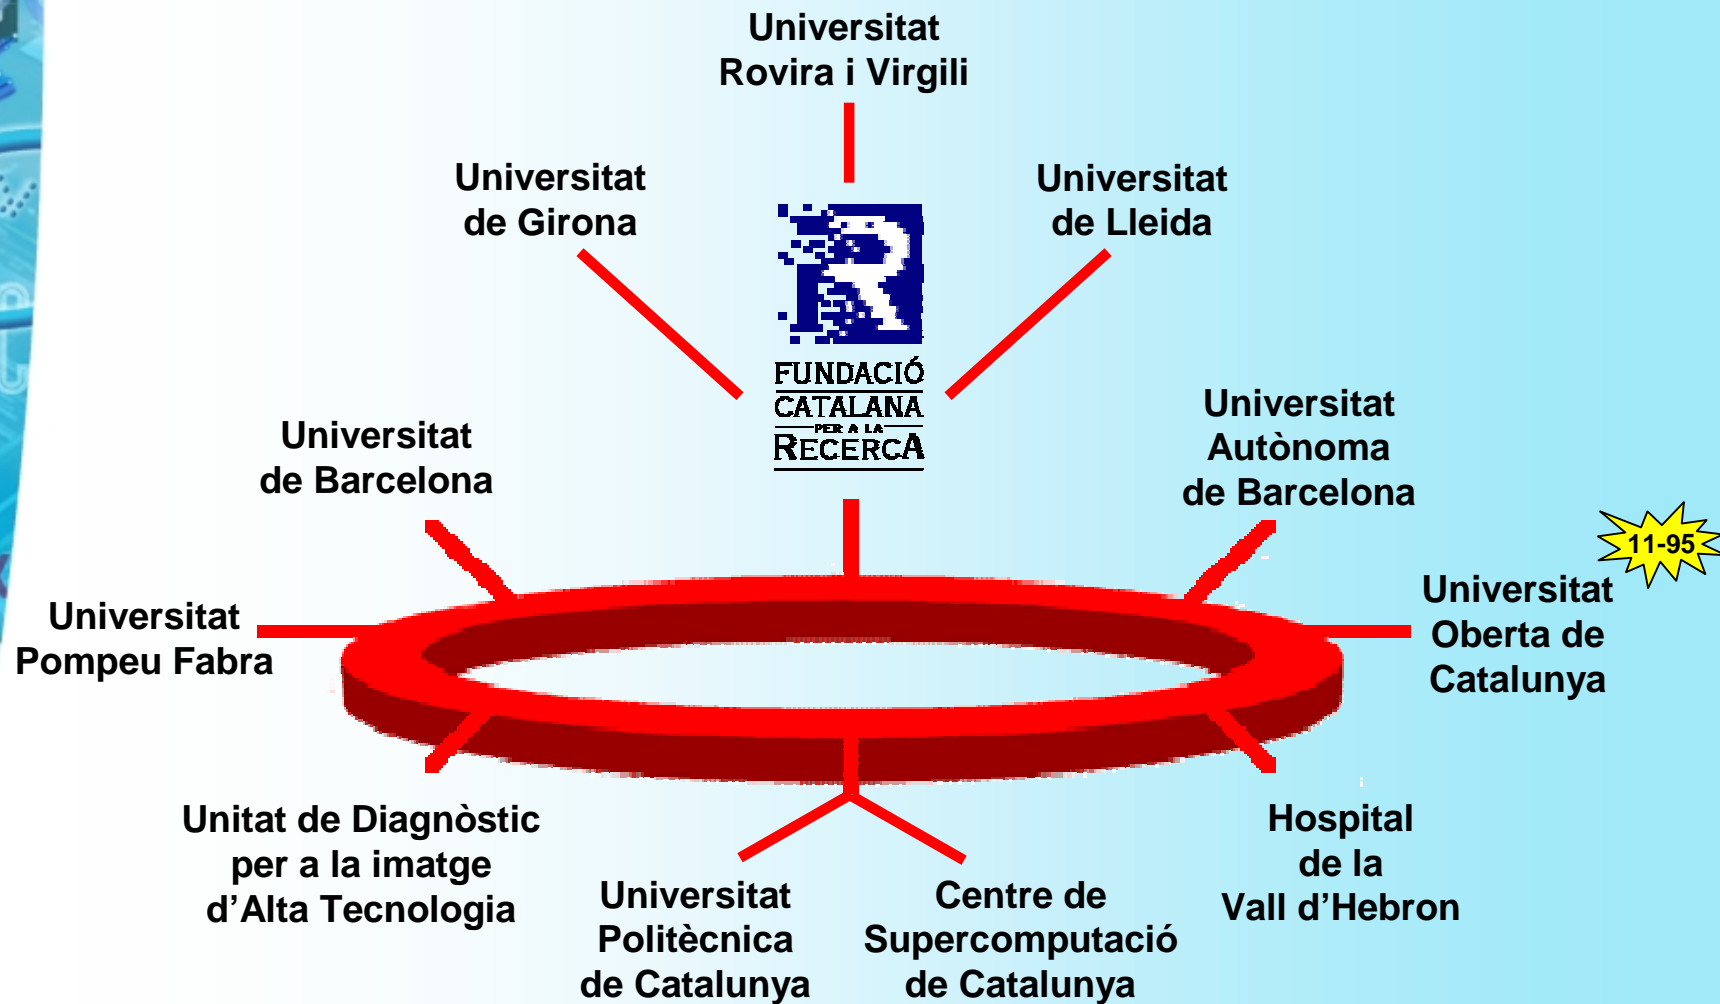 Universitat
Rovira i Virgili
Universitat
de Girona
Universitat
de Lleida
FUNDACIÓ
CATALANA
PER A LA
RECERCA
Universitat
de Barcelona
Universitat
Autònoma
de Barcelona
11-95
Universitat
Pompeu Fabra
Universitat
Oberta de
Catalunya
Unitat de Diagnòstic
per a la imatge
d’Alta Tecnologia
Universitat
Politècnica
de Catalunya
Centre de
Supercomputació
de Catalunya
Hospital
de la
Vall d’Hebron